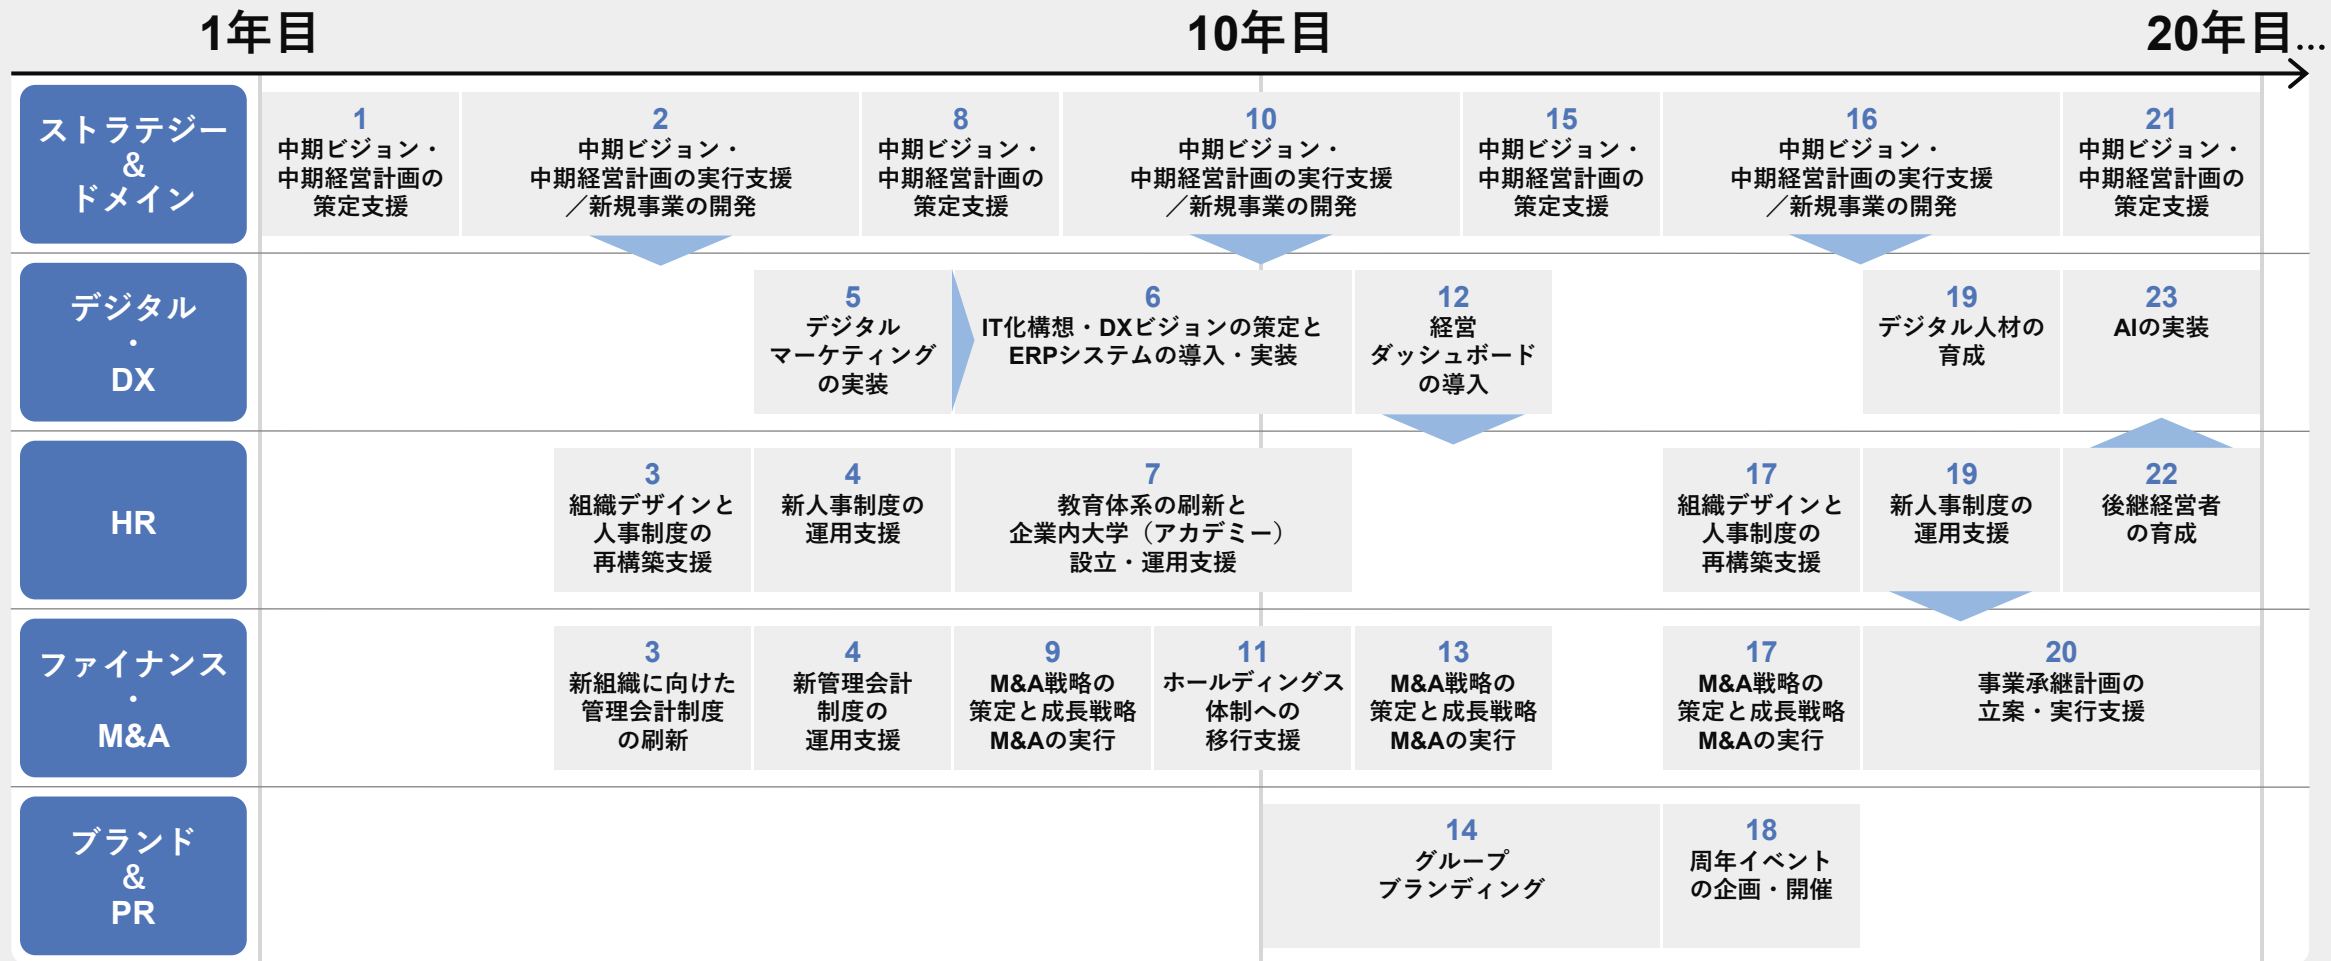 1年目
10年目
20年目...
ストラテジー
&
ドメイン
1
中期ビジョン・
中期経営計画の
策定支援
2
中期ビジョン・
中期経営計画の実行支援
／新規事業の開発
8
中期ビジョン・
中期経営計画の
策定支援
10
中期ビジョン・
中期経営計画の実行支援
／新規事業の開発
15
中期ビジョン・
中期経営計画の
策定支援
16
中期ビジョン・
中期経営計画の実行支援
／新規事業の開発
21
中期ビジョン・
中期経営計画の
策定支援
デジタル
・
DX
5
デジタル
マーケティング
の実装
6
IT化構想・DXビジョンの策定と
ERPシステムの導入・実装
12
経営
ダッシュボード
の導入
19
デジタル人材の
育成
23
AIの実装
HR
3
組織デザインと
人事制度の
再構築支援
4
新人事制度の
運用支援
7
教育体系の刷新と
企業内大学（アカデミー）
設立・運用支援
17
組織デザインと
人事制度の
再構築支援
19
新人事制度の
運用支援
22
後継経営者
の育成
ファイナンス
・
M&A
3
新組織に向けた
管理会計制度
の刷新
4
新管理会計
制度の
運用支援
9
M&A戦略の
策定と成長戦略
M&Aの実行
11
ホールディングス
体制への
移行支援
13
M&A戦略の
策定と成長戦略
M&Aの実行
17
M&A戦略の
策定と成長戦略
M&Aの実行
20
事業承継計画の
立案・実行支援
ブランド
&
PR
14
グループ
ブランディング
18
周年イベント
の企画・開催